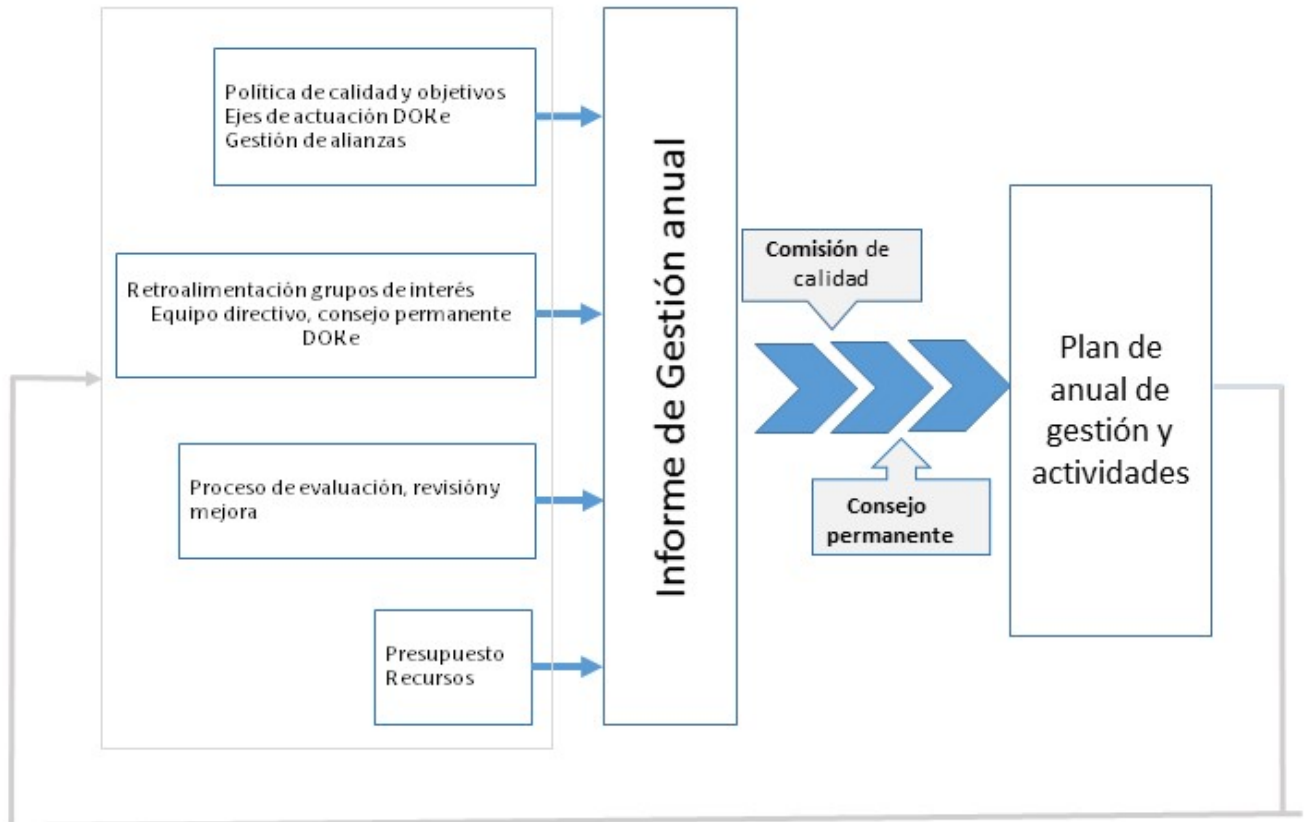 Política de calidad y objetivos
Ejes de actuación DOKe
Gestión de alianzas
Retroalimentación grupos de interés
Equipo directivo, consejo permanente
DOKe
Proceso de evaluación, revisión y
mejora
Presupuesto
Recursos
Informe de Gestión anual
Comisión de
calidad
Consejo
permanente
Plan de
anual de
gestión y
actividades